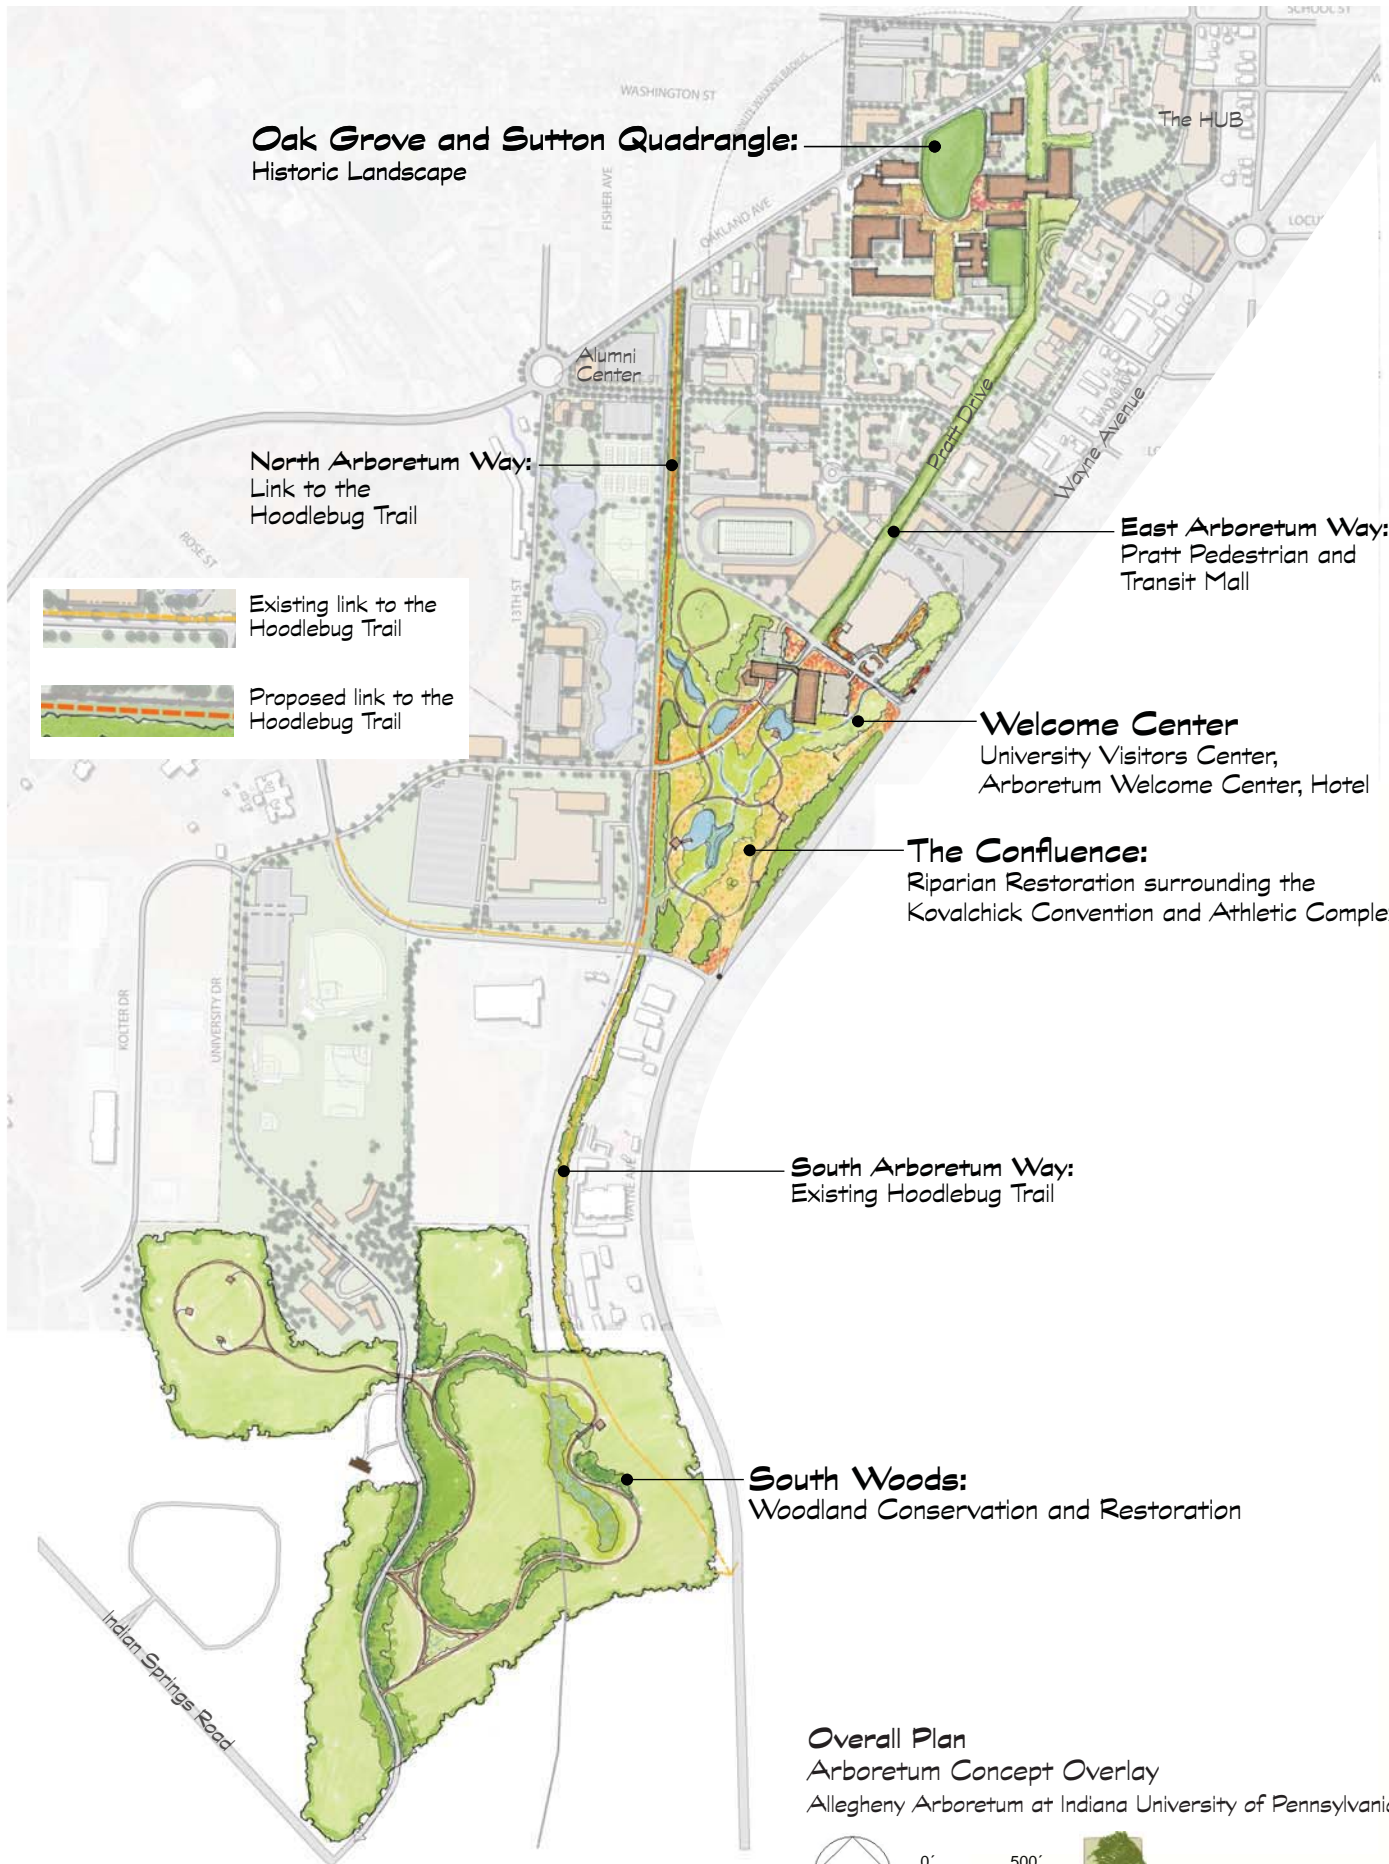 SCHOOL ST
WASHINGTON ST
The HUB
Oak Grove and Sutton Quadrangle:
Historic Landscape
FISHER AVE
OAKLAND AVE
Alumni
Center
Pratt Drive
Wayne Avenue
North Arboretum Way:
Link to the
Hoodlebug Trail
East Arboretum Way:
Pratt Pedestrian and
Transit Mall
ROSE ST
13TH ST
Existing link to the
Hoodlebug Trail
Proposed link to the
Hoodlebug Trail
Welcome Center
University Visitors Center,
Arboretum Welcome Center, Hotel
The Confluence:
Riparian Restoration surrounding the
Kovalchick Convention and Athletic
KOLTER DR
UNIVERSITY DR
South Arboretum Way:
Existing Hoodlebug Trail
WAYNE AVE
South Woods:
Woodland Conservation and Restoration
Indian Springs Road
Overall Plan
Arboretum Concept Overlay
Allegheny Arboretum at Indiana University of Pennsylvania
0´ 500´